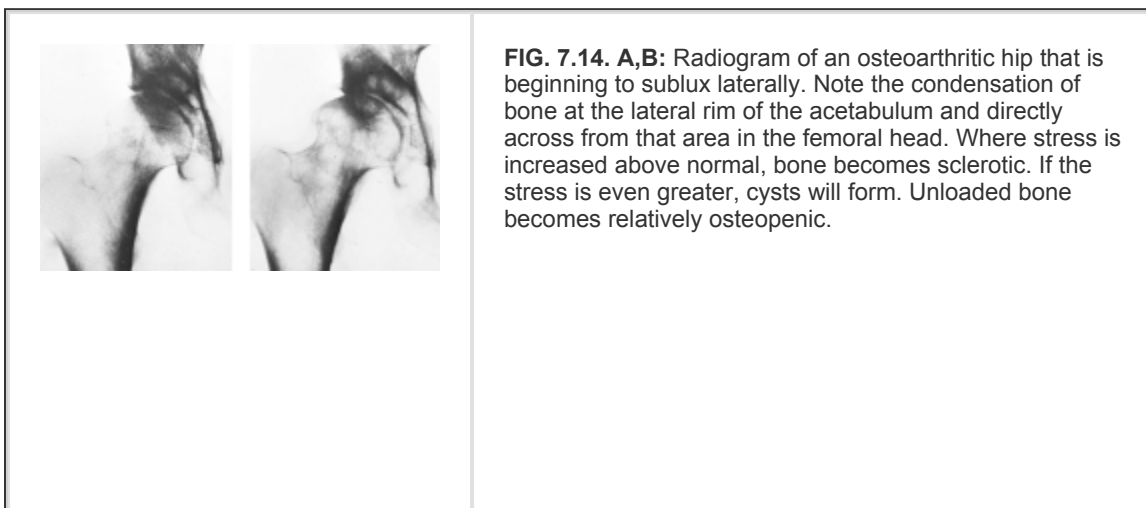 FIG. 7.14. A,B: Radiogram of an osteoarthritic hip that is
beginning to sublux laterally. Note the condensation of
bone at the lateral rim of the acetabulum and directly
across from that area in the femoral head. Where stress is
increased above normal, bone becomes sclerotic. If the
stress is even greater, cysts will form. Unloaded bone
becomes relatively osteopenic.